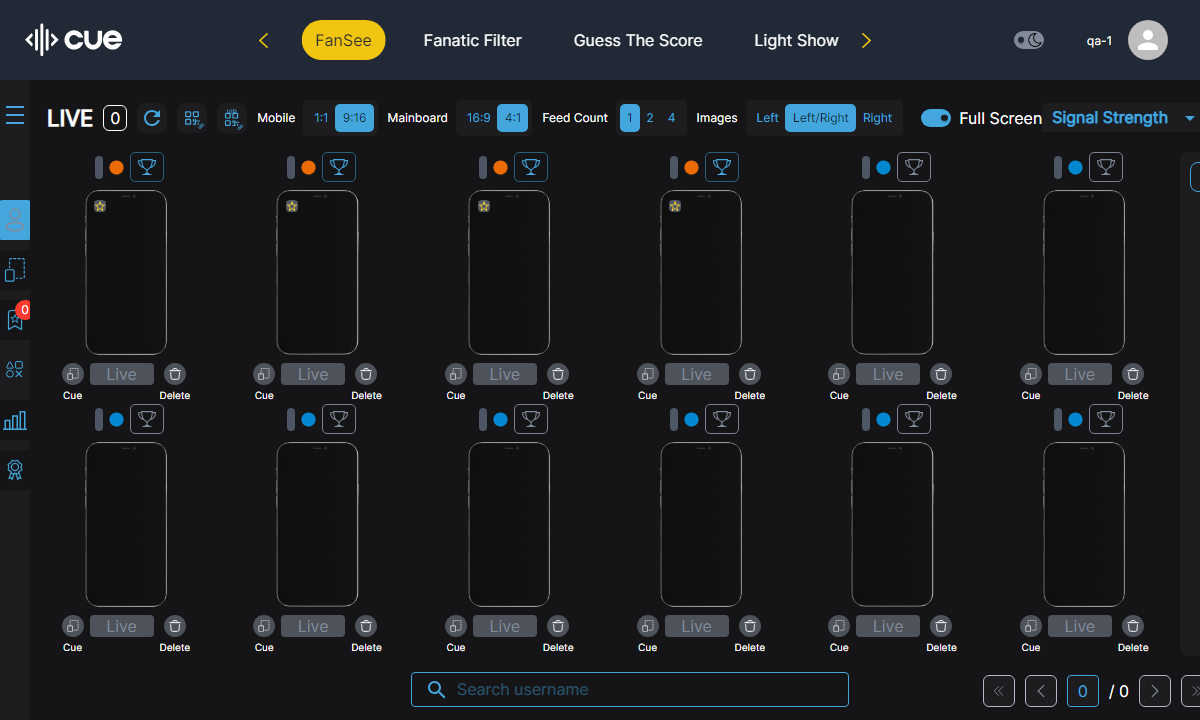 cue
FanSee
Fanatic Filter
Guess The Score
Light Show
qa-1
LIVE 0
Mobile 1:1 9:16
Mainboard 16:9 4:1
Feed Count 1 2 4
Images Left Left/Right Right
Full Screen
Signal Strength
0
Live Live Live Live Live Live
Cue Delete Cue Delete Cue Delete Cue Delete Cue Delete Cue Delete
Live Live Live Live Live Live
Cue Delete Cue Delete Cue Delete Cue Delete Cue Delete Cue Delete
Search username
0 / 0